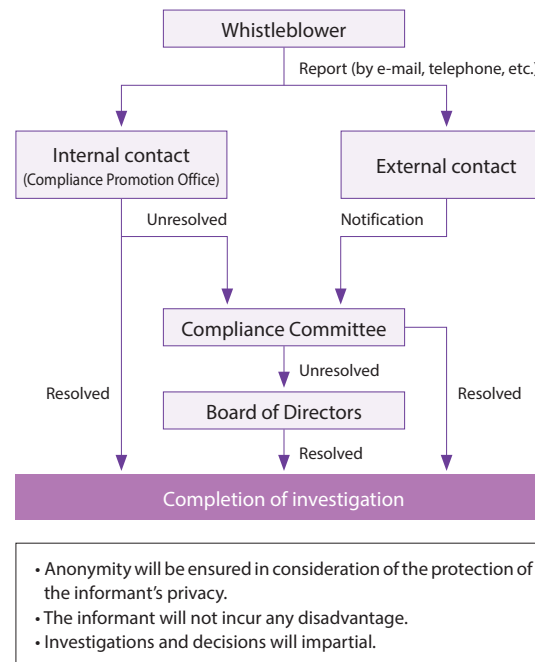 Whistleblower
Report (by e-mail, telephone, etc.)
Internal contact
(Compliance Promotion Office)
External contact
Unresolved
Notification
Compliance Committee
Unresolved
Resolved
Resolved
Board of Directors
Resolved
Completion of investigation
• Anonymity will be ensured in consideration of the protection of
the informant's privacy.
• The informant will not incur any disadvantage.
• Investigations and decisions will impartial.